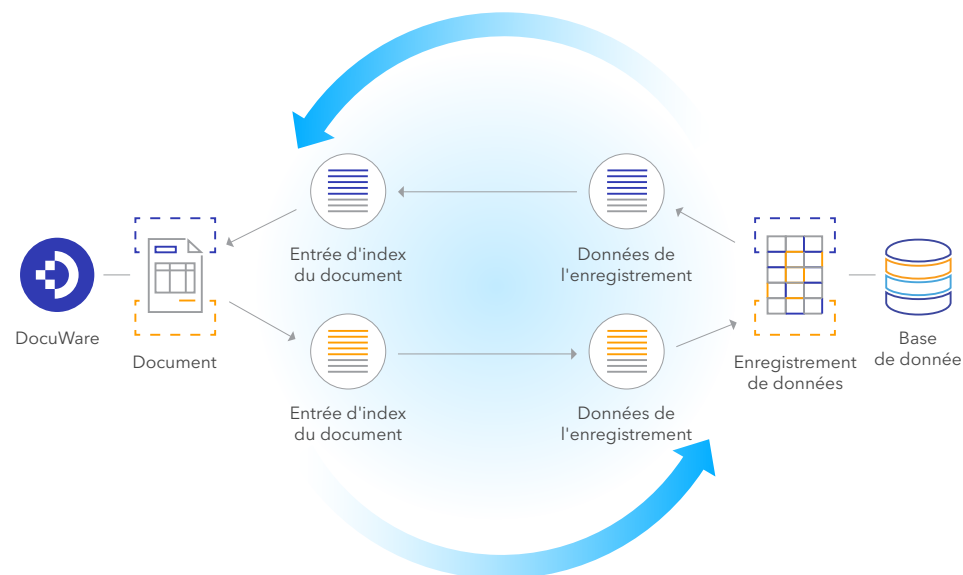 Entrée d'index
du document
Données de
l'enregistrement
DocuWare
Document
Enregistrement
de données
Base
de donnée
Entrée d'index
du document
Données de
l'enregistrement